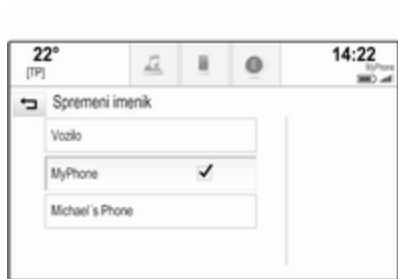 22°
[TP]
14:22
MyPhone
Spremeni imenik
Vozilo
MyPhone
Michael`s Phone